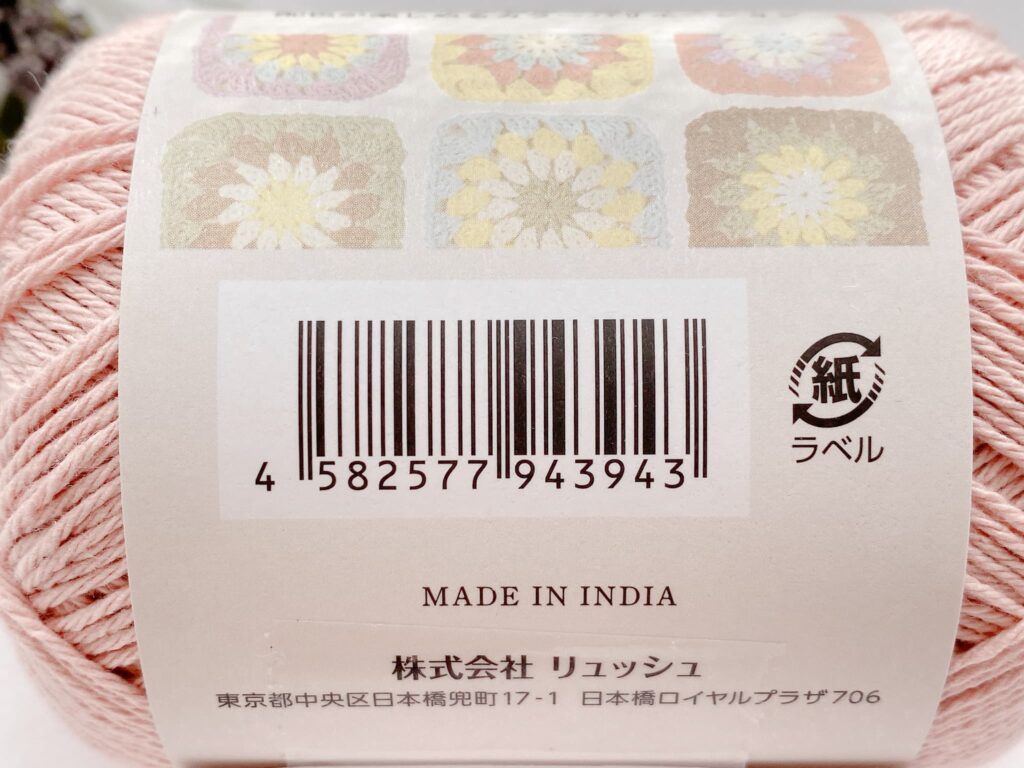 紙
ラベル
4 582577 943943
MADE IN INDIA
株式会社 リュッシュ
東京都中央区日本橋兜町17-1 日本橋ロイヤルプラザ706